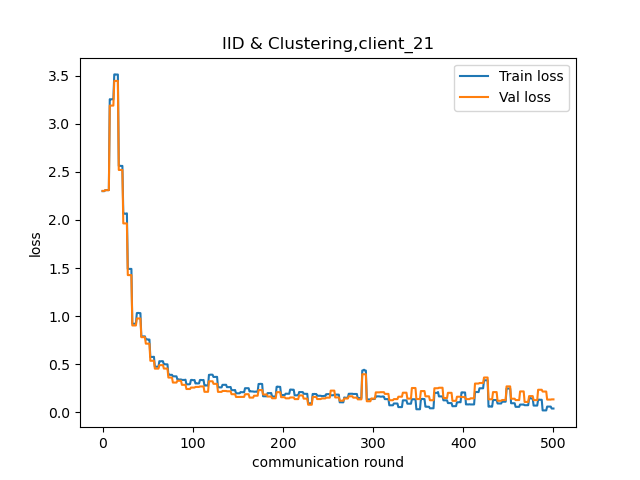 IID & Clustering,client_21
Train loss
Val loss
3.5
3.0
2.5
2.0
1.5
1.0
0.5
0.0
loss
0
100
200
300
400
500
communication round